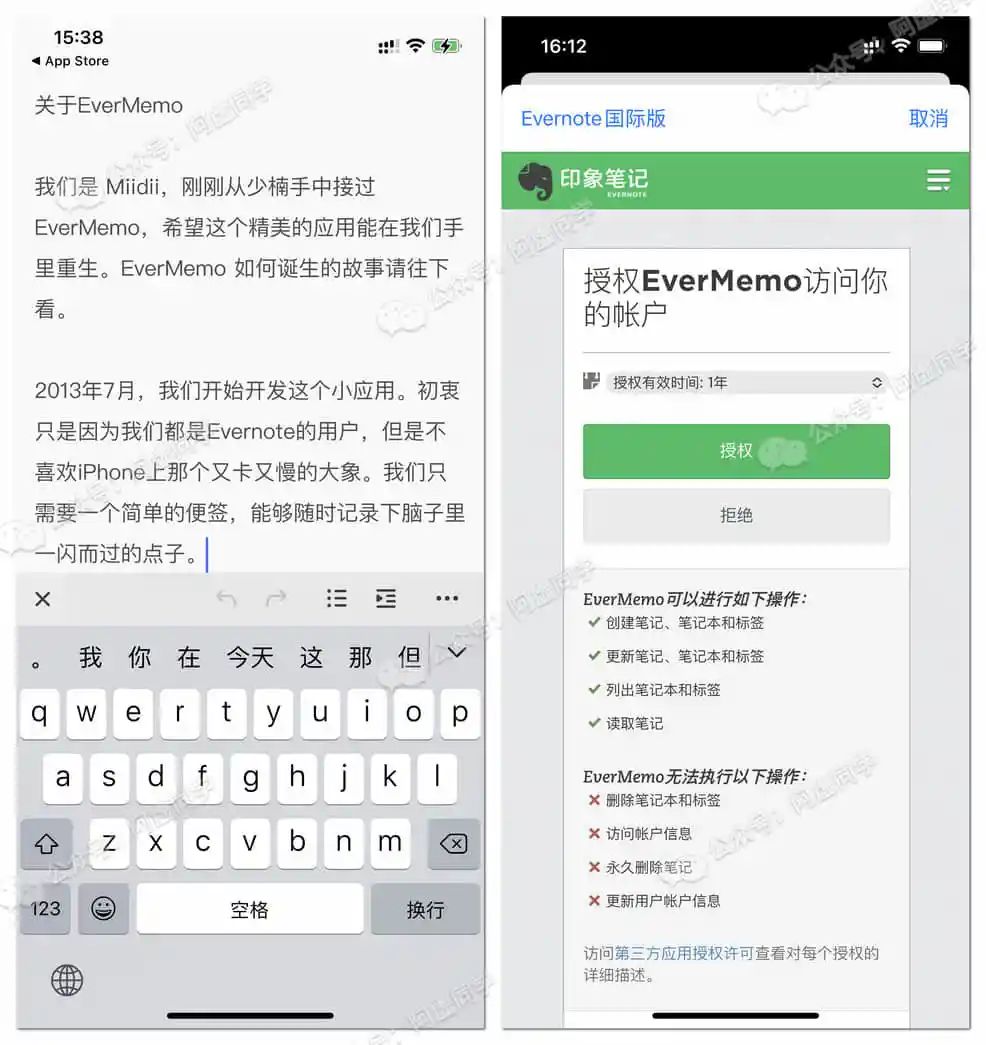 15:38
◀ App Store
关于EverMemo
我们是 Miidii，刚刚从少楠手中接过
EverMemo，希望这个精美的应用能在我们手
里重生。EverMemo 如何诞生的故事请往下
看。
2013年7月，我们开始开发这个小应用。初衷
只是因为我们都是Evernote的用户，但是不
喜欢iPhone上那个又卡又慢的大象。我们只
需要一个简单的便签，能够随时记录下脑子里
一闪而过的点子。
。 我 你 在 今天 这 那 但
q w e r t y u i o p
a s d f g h j k l
z x c v b n m
123 空格 换行
16:12
Evernote国际版 取消
印象笔记
EVERNOTE
授权EverMemo访问你
的帐户
授权有效时间: 1年
授权
拒绝
EverMemo可以进行如下操作：
创建笔记、笔记本和标签
更新笔记、笔记本和标签
列出笔记本和标签
读取笔记
EverMemo无法执行以下操作：
删除笔记本和标签
访问帐户信息
永久删除笔记
更新用户帐户信息
访问第三方应用授权许可查看对每个授权的
详细描述。
公众号：阿丘同学